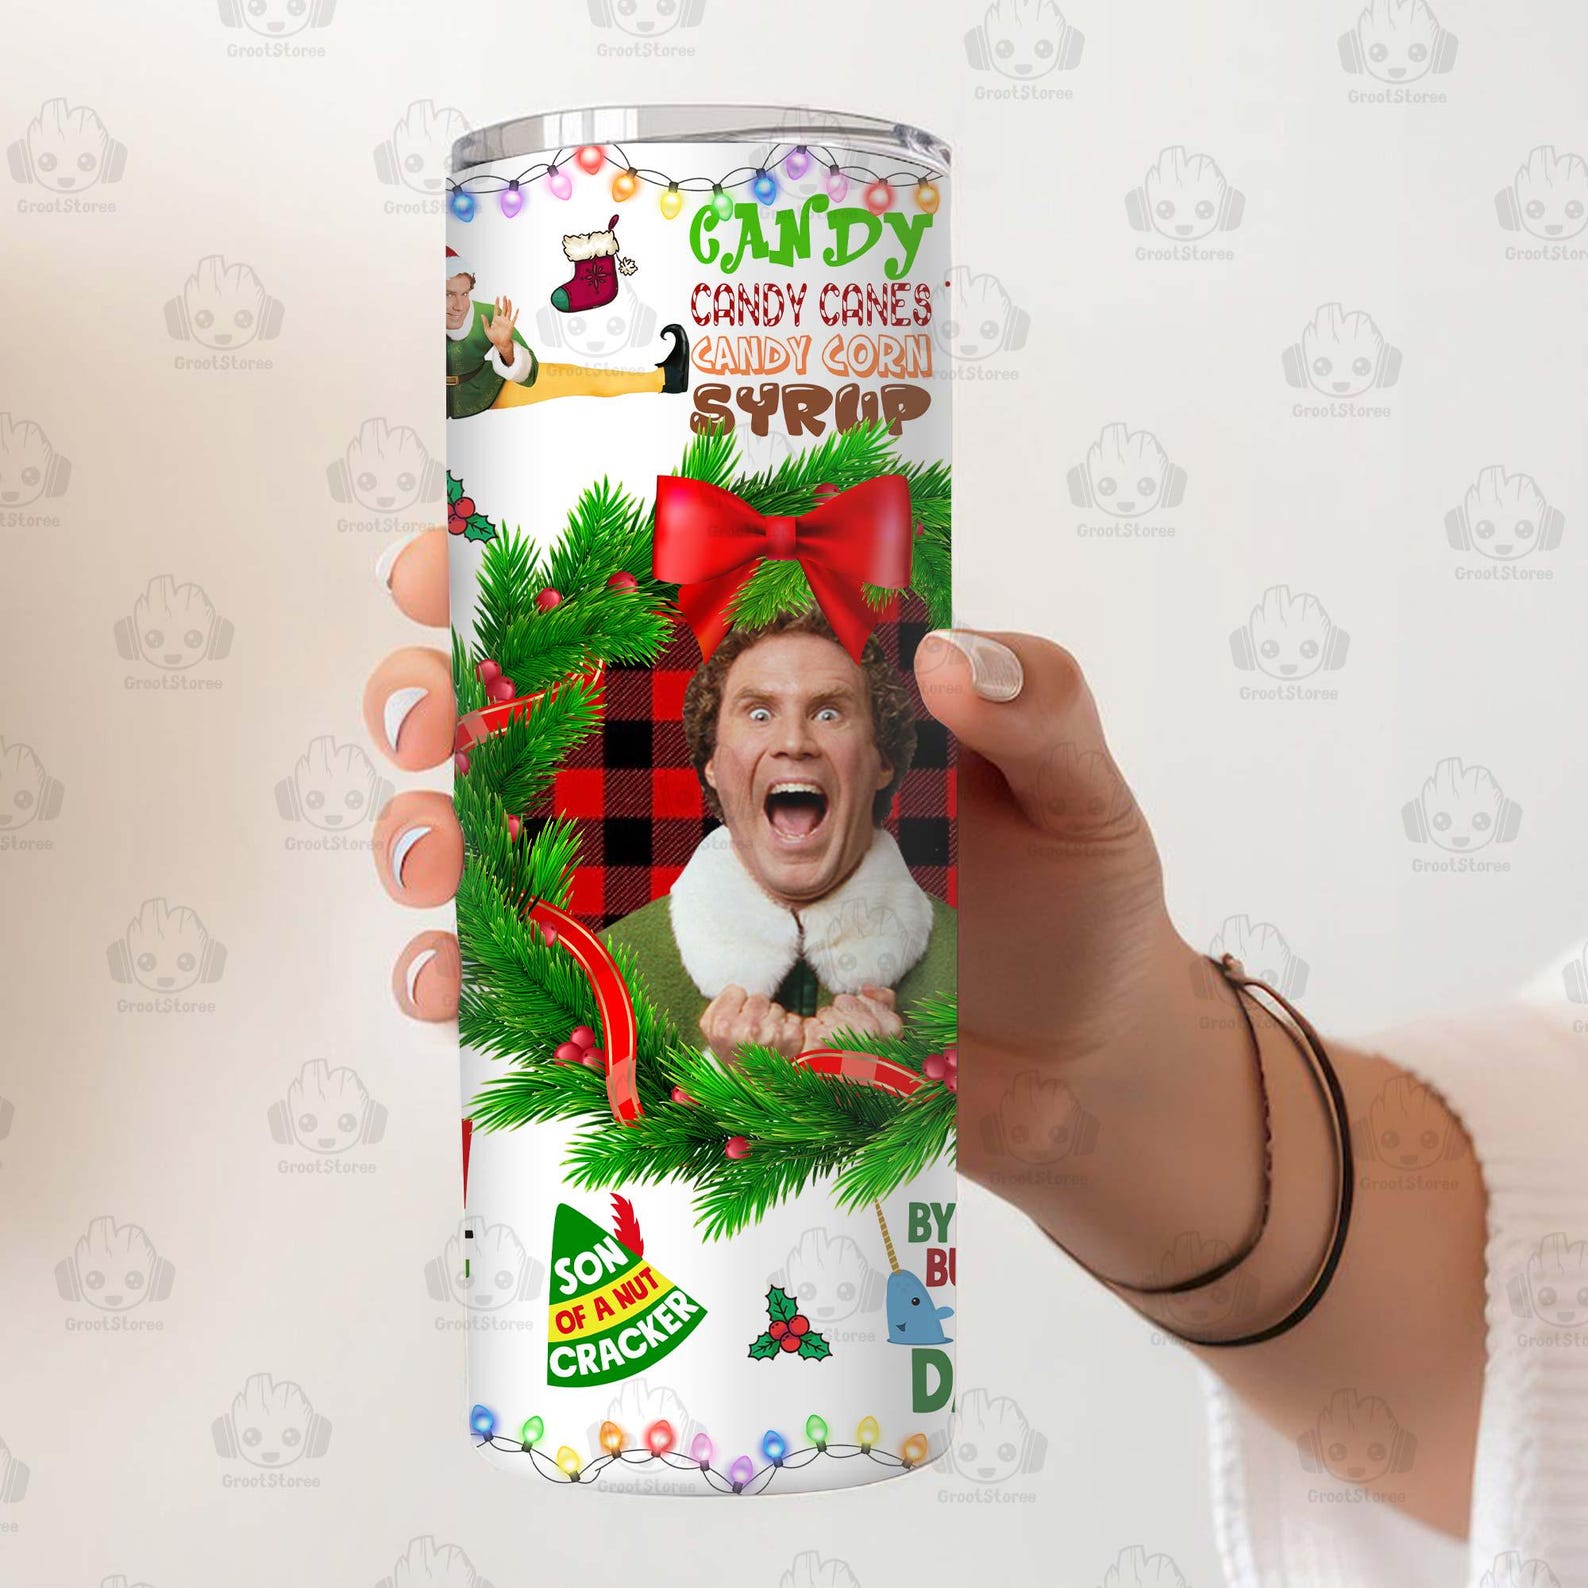 CANDY
CANDY CANES
CANDY CORN
SYRUP
SON
OF A NUT
CRACKER
BY
BU
D
GrootStoree